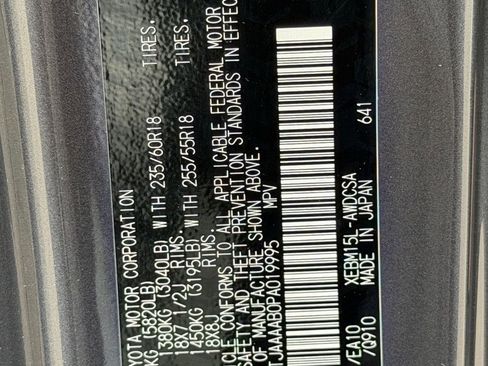 YOTA MOTOR CORPORATION
KG (5820LB)
1380KG (3040LB) WITH 235/60R18 TIRES,
18X7 1/2J RIMS.
1450KG (3195LB) WITH 255/55R18 TIRES,
18X8J RIMS.
CLE CONFORMS TO ALL APPLICABLE FEDERAL MOTOR
SAFETY AND THEFT PREVENTION STANDARDS IN EFFEC
OF MANUFACTURE SHOWN ABOVE.
TJAAAAB0PA019995 MPV
XEBM15L-AWDCSA 641
/EA10 MADE IN JAPAN
/0910